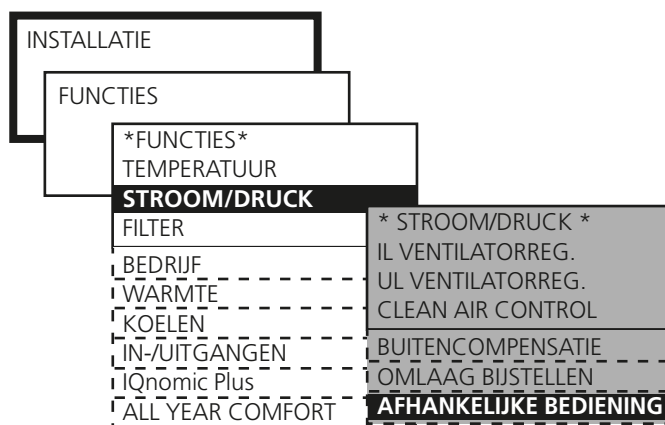 INSTALLATIE
FUNCTIES
*FUNCTIES*
TEMPERATUUR
STROOM/DRUCK
FILTER
BEDRIJF
WARMTE
KOELEN
IN-/UITGANGEN
IQnomic Plus
ALL YEAR COMFORT
* STROOM/DRUCK *
IL VENTILATORREG.
UL VENTILATORREG.
CLEAN AIR CONTROL
BUITENCOMPENSATIE
OMLAAG BIJSTELLEN
AFHANKELIJKE BEDIENING